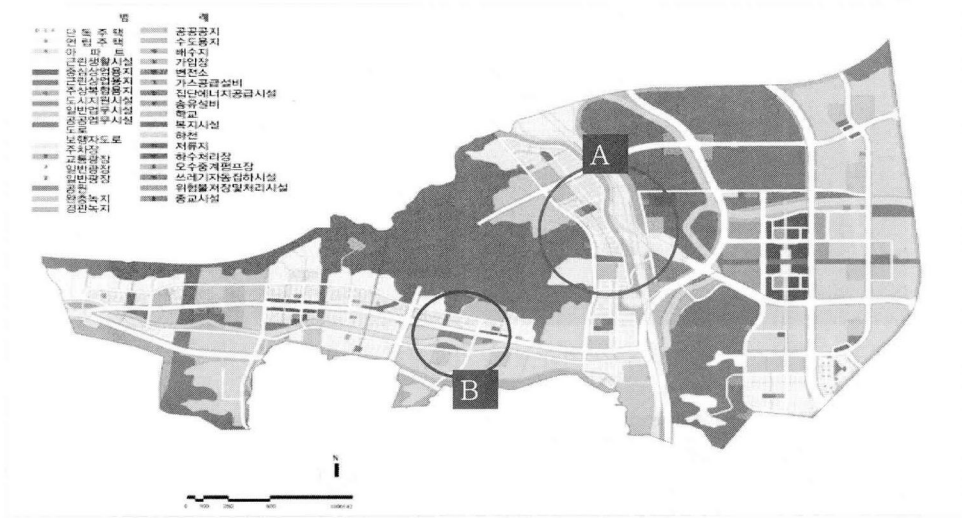 범 례
단독주택
연립주택
아 파 트
근린생활시설
중심상업용지
근린상업용지
주상복합용지
도시지원시설
일반업무시설
공공업무시설
도로
보행자도로
주차장
교통광장
일반광장
일반광장
공원
완충녹지
경관녹지
공공공지
수도용지
배수지
가압장
변전소
가스공급설비
집단에너지공급시설
송유설비
학교
복지시설
하천
저류지
하수처리장
오수중계펌프장
쓰레기자동집하시설
위험물저장및처리시설
종교시설
A
B
N
0 100 250